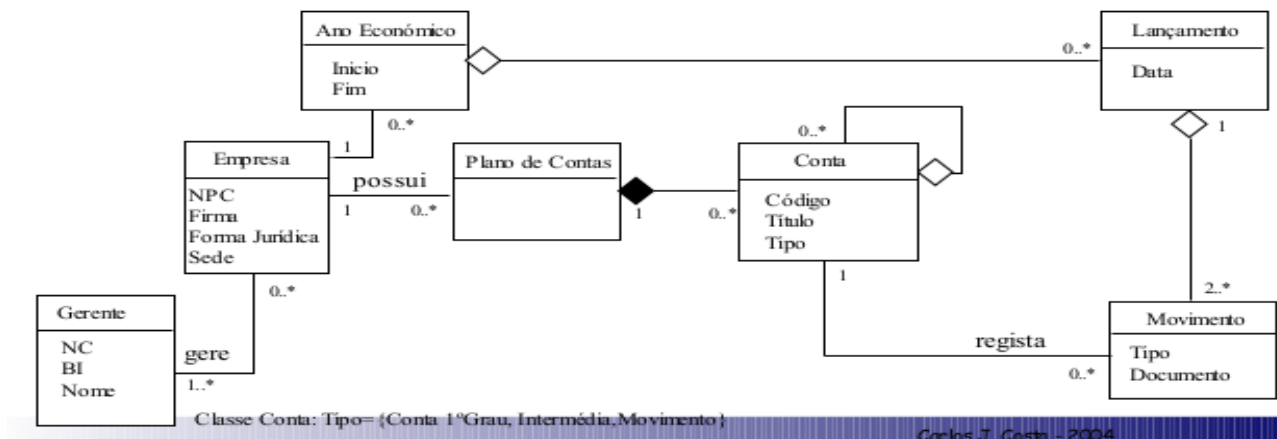 Ano Económico
Inicio
Fim
0..*
Lançamento
Data
0..*
1
1
Empresa
NPC
Firma
Forma Jurídica
Sede
possui
1
0..*
Plano de Contas
1
0..*
0..*
Conta
Código
Título
Tipo
1
2..*
Movimento
Tipo
Documento
regista
0..*
0..*
Gerente
NC
BI
Nome
gere
1..*
Classe Conta: Tipo={Conta 1ºGrau, Intermédia,Movimento}
Carlos J. Costa - 2004